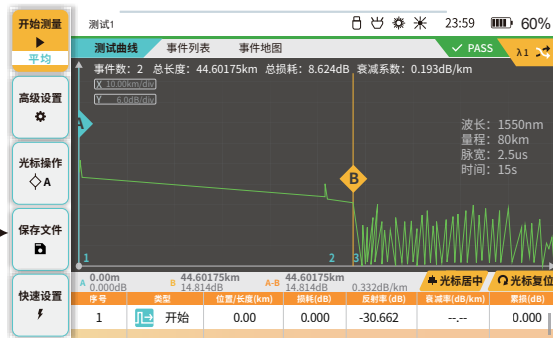 开始测量
平均
高级设置
光标操作
A
保存文件
快速设置
测试1
23:59
60%
测试曲线 事件列表 事件地图
PASS
λ1
事件数: 2 总长度: 44.60175km 总损耗: 8.624dB 衰减系数: 0.193dB/km
X 10.00km/div
Y 6.0dB/div
A
B
波长: 1550nm
量程: 80km
脉宽: 2.5us
时间: 15s
1 2 3
A 0.00m 0.000dB
B 44.60175km 14.814dB
A-B 44.60175km 14.814dB 0.332dB/km
光标居中
光标复位
序号 类型 位置/长度(km) 损耗(dB) 反射率(dB) 衰减率(dB/km) 累损(dB)
1 开始 0.00 0.000 -30.662 --.-- 0.000